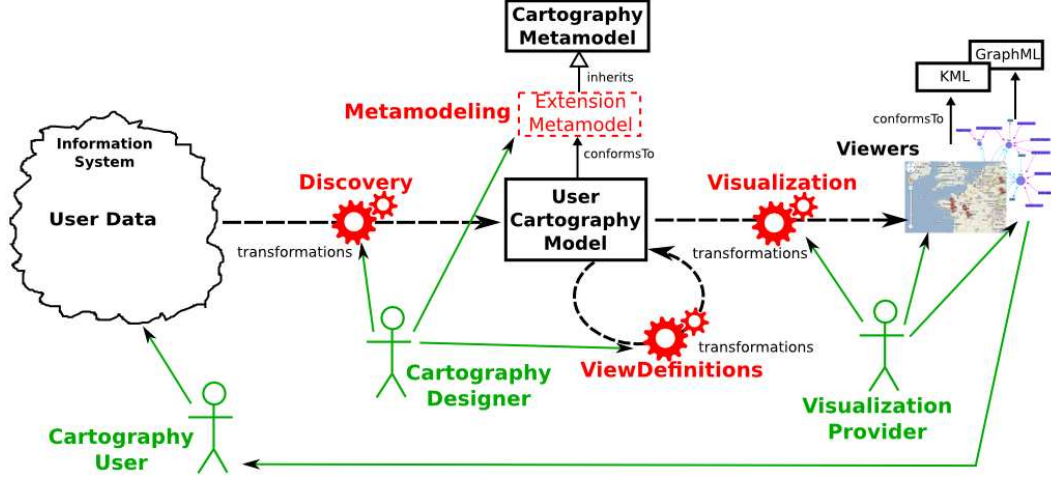 Cartography
Metamodel
GraphML
KML
inherits
Metamodeling
Extension
Metamodel
conformsTo
conformsTo
Viewers
Information
System
User Data
Discovery
transformations
User
Cartography
Model
Visualization
transformations
transformations
ViewDefinitions
Cartography
Designer
Visualization
Provider
Cartography
User